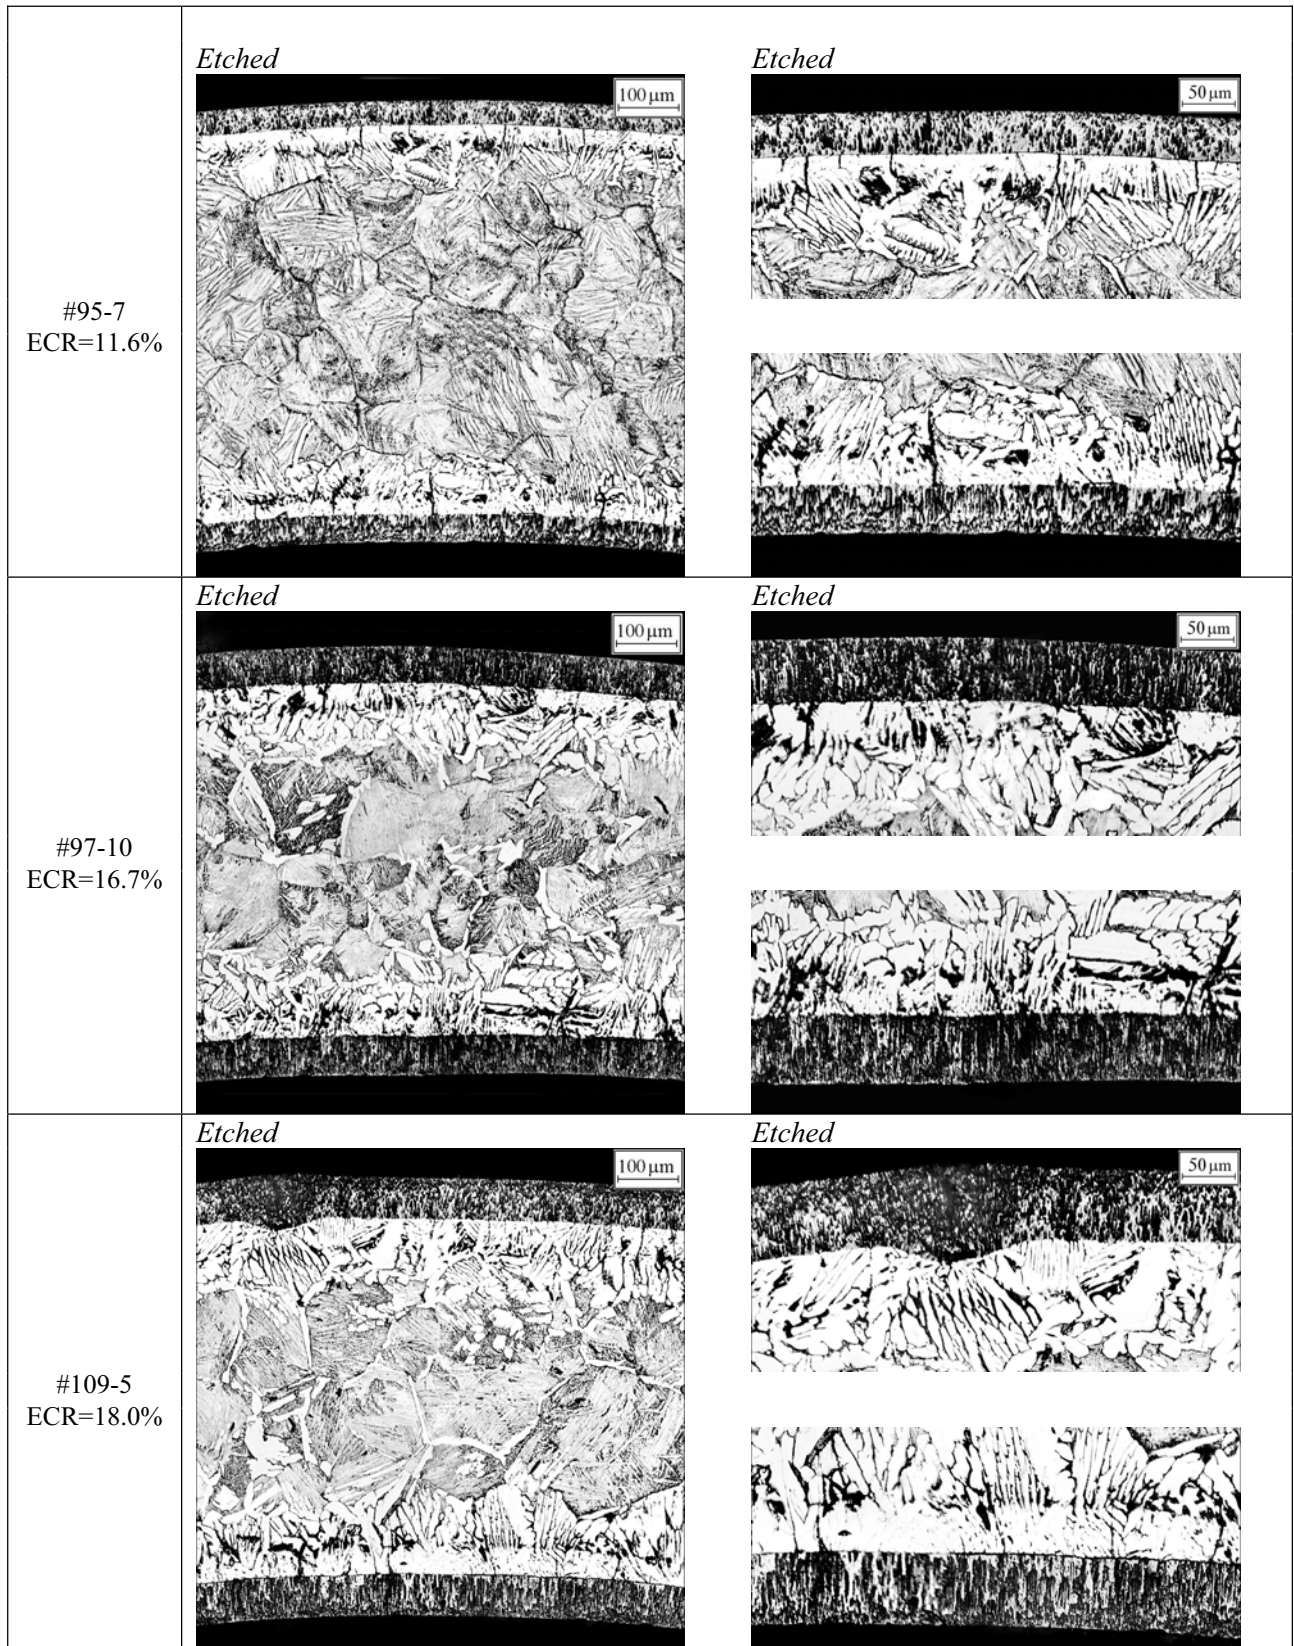 Etched
Etched
100 μm
50 μm
#95-7
ECR=11.6%
Etched
Etched
100 μm
50 μm
#97-10
ECR=16.7%
Etched
Etched
100 μm
50 μm
#109-5
ECR=18.0%